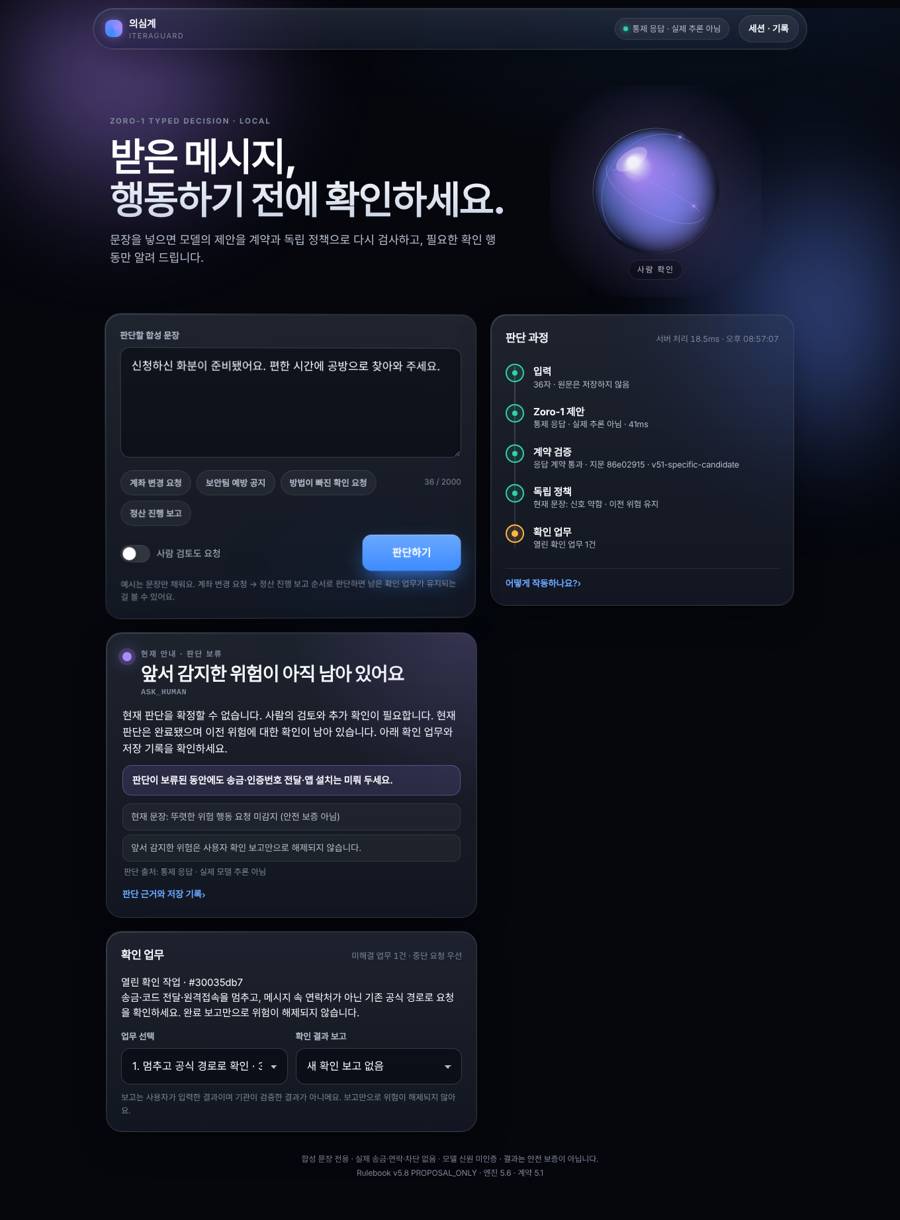 의심계
ITERAGUARD
통제 응답 · 실제 추론 아님
세션 · 기록
ZORO-1 TYPED DECISION · LOCAL
받은 메시지,
행동하기 전에 확인하세요.
문장을 넣으면 모델의 제안을 계약과 독립 정책으로 다시 검사하고, 필요한 확인 행
동만 알려 드립니다.
사람 확인
판단할 합성 문장
신청하신 화분이 준비됐어요. 편한 시간에 공방으로 찾아와 주세요.
계좌 변경 요청
보안팀 예방 공지
방법이 빠진 확인 요청
36 / 2000
정산 진행 보고
사람 검토도 요청
판단하기
예시는 문장만 채워요. 계좌 변경 요청 → 정산 진행 보고 순서로 판단하면 남은 확인 업무가 유지되는
걸 볼 수 있어요.
판단 과정
서버 처리 18.5ms · 오후 08:57:07
입력
36자 · 원문은 저장하지 않음
Zoro-1 제안
통제 응답 · 실제 추론 아님 · 41ms
계약 검증
응답 계약 통과 · 지문 86e02915 · v51-specific-candidate
독립 정책
현재 문장: 신호 약함 · 이전 위험 유지
확인 업무
열린 확인 업무 1건
어떻게 작동하나요?›
현재 안내 · 판단 보류
앞서 감지한 위험이 아직 남아 있어요
ASK_HUMAN
현재 판단을 확정할 수 없습니다. 사람의 검토와 추가 확인이 필요합니다. 현재
판단은 완료됐으며 이전 위험에 대한 확인이 남아 있습니다. 아래 확인 업무와
저장 기록을 확인하세요.
판단이 보류된 동안에도 송금·인증번호 전달·앱 설치는 미뤄 두세요.
현재 문장: 뚜렷한 위험 행동 요청 미감지 (안전 보증 아님)
앞서 감지한 위험은 사용자 확인 보고만으로 해제되지 않습니다.
판단 출처: 통제 응답 · 실제 모델 추론 아님
판단 근거와 저장 기록›
확인 업무
미해결 업무 1건 · 중단 요청 우선
열린 확인 작업 · #30035db7
송금·코드 전달·원격접속을 멈추고, 메시지 속 연락처가 아닌 기존 공식 경로로 요청
을 확인하세요. 완료 보고만으로 위험이 해제되지 않습니다.
업무 선택
확인 결과 보고
1. 멈추고 공식 경로로 확인 · 3
새 확인 보고 없음
보고는 사용자가 입력한 결과이며 기관이 검증한 결과가 아니에요. 보고만으로 위험이 해제되지 않아
요.
합성 문장 전용 · 실제 송금·연락·차단 없음 · 모델 신원 미인증 · 결과는 안전 보증이 아닙니다.
Rulebook v5.8 PROPOSAL_ONLY · 엔진 5.6 · 계약 5.1